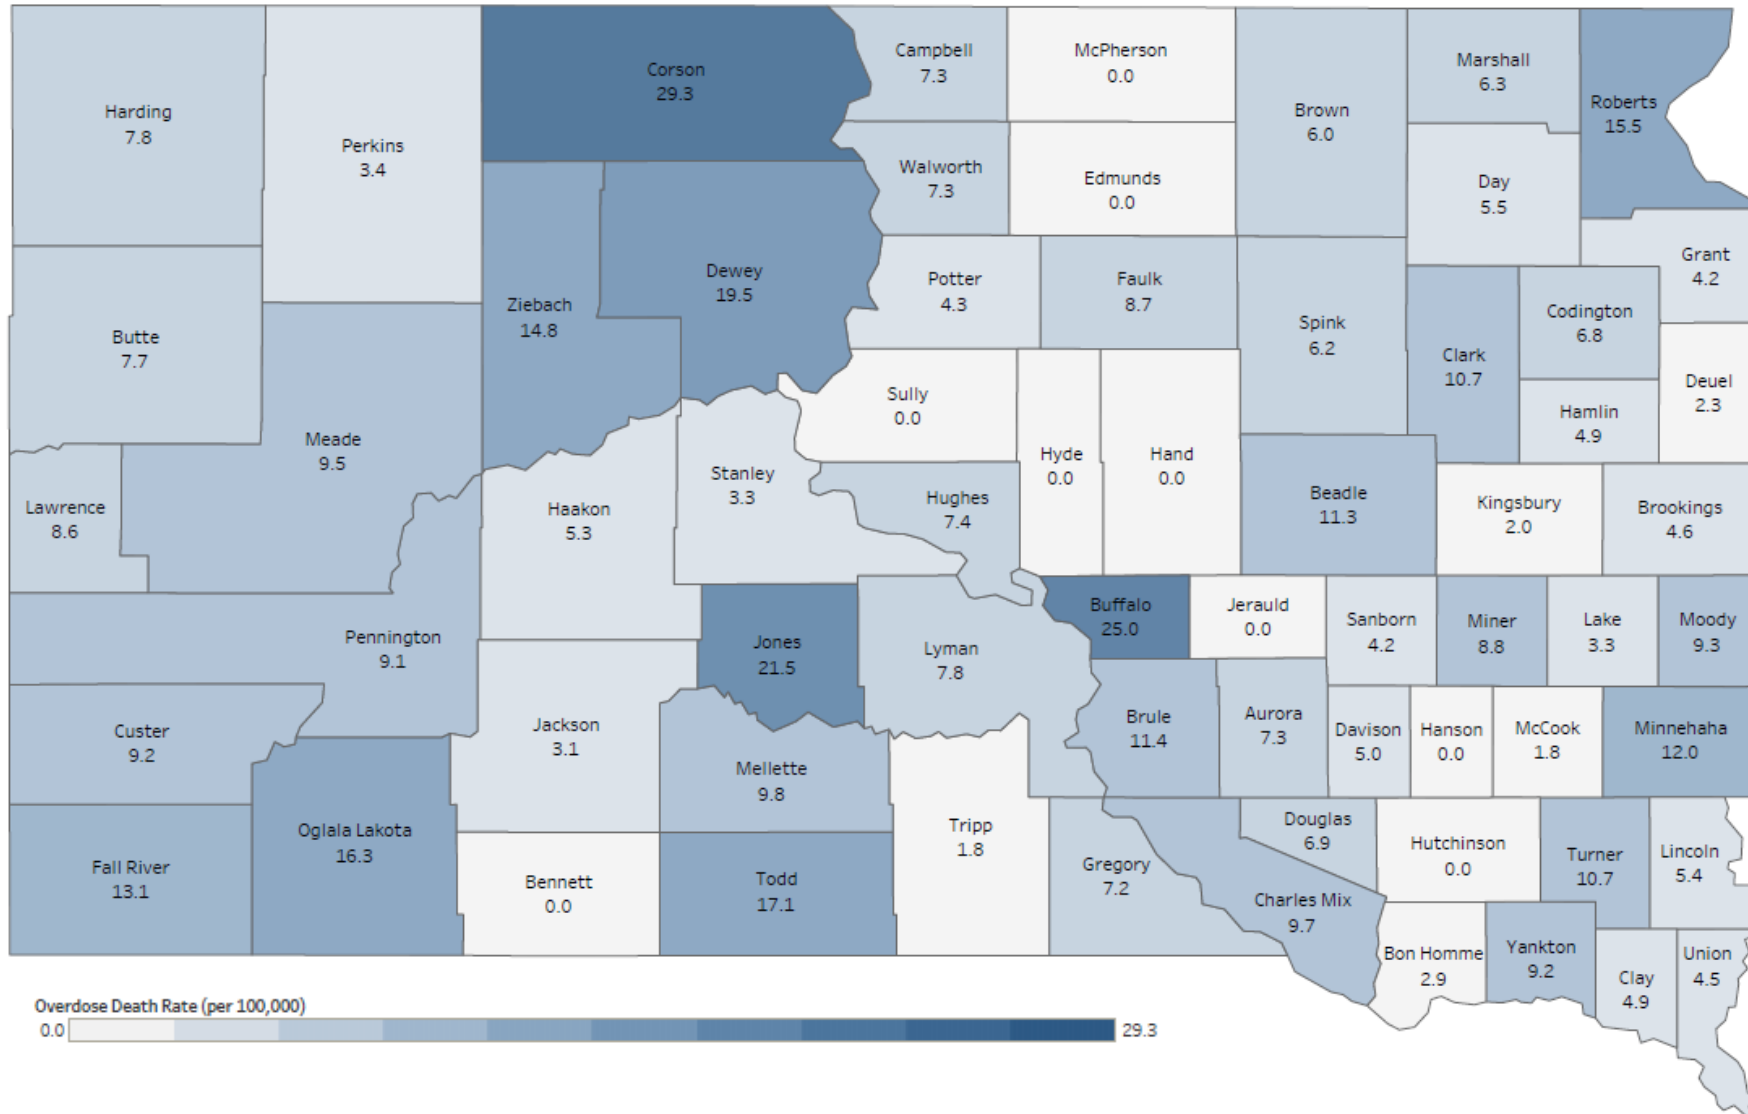 Campbell
7.3
McPherson
0.0
Marshall
6.3
Corson
29.3
Harding
7.8
Roberts
15.5
Brown
6.0
Perkins
3.4
Walworth
7.3
Edmunds
0.0
Day
5.5
Grant
4.2
Dewey
19.5
Potter
4.3
Faulk
8.7
Ziebach
14.8
Codington
6.8
Spink
6.2
Butte
7.7
Clark
10.7
Deuel
2.3
Sully
0.0
Hamlin
4.9
Meade
9.5
Hyde
0.0
Hand
0.0
Stanley
3.3
Beadle
11.3
Hughes
7.4
Kingsbury
2.0
Lawrence
8.6
Haakon
5.3
Brookings
4.6
Buffalo
25.0
Jerauld
0.0
Sanborn
4.2
Miner
8.8
Lake
3.3
Moody
9.3
Pennington
9.1
Jones
21.5
Lyman
7.8
Custer
9.2
Jackson
3.1
Brule
11.4
Aurora
7.3
Davison
5.0
Hanson
0.0
McCook
1.8
Minnehaha
12.0
Mellette
9.8
Oglala Lakota
16.3
Tripp
1.8
Douglas
6.9
Hutchinson
0.0
Turner
10.7
Lincoln
5.4
Fall River
13.1
Bennett
0.0
Todd
17.1
Gregory
7.2
Charles Mix
9.7
Bon Homme
2.9
Yankton
9.2
Clay
4.9
Union
4.5
Overdose Death Rate (per 100,000)
0.0
29.3